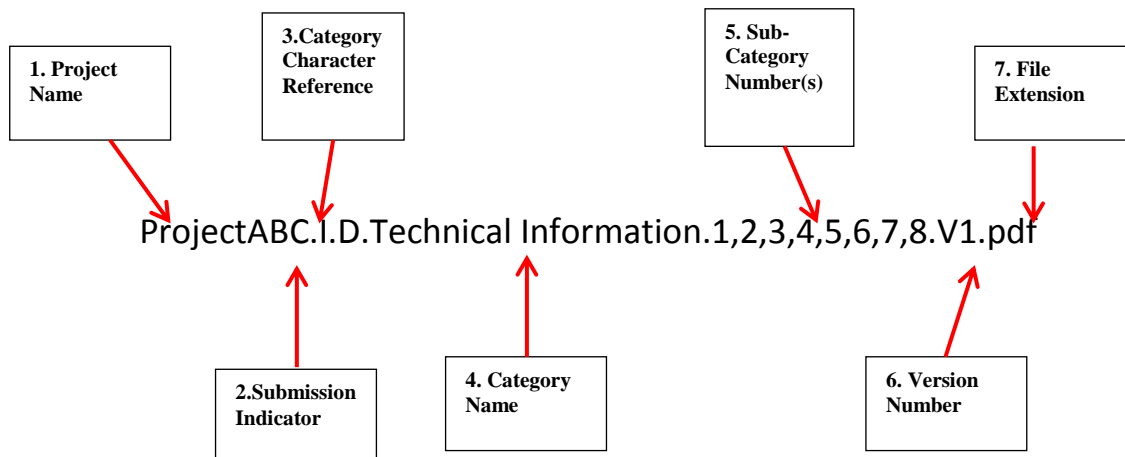 1. Project
Name
3.Category
Character
Reference
5. Sub-
Category
Number(s)
7. File
Extension
ProjectABC.I.D.Technical Information.1,2,3,4,5,6,7,8.V1.pdf
2.Submission
Indicator
4. Category
Name
6. Version
Number